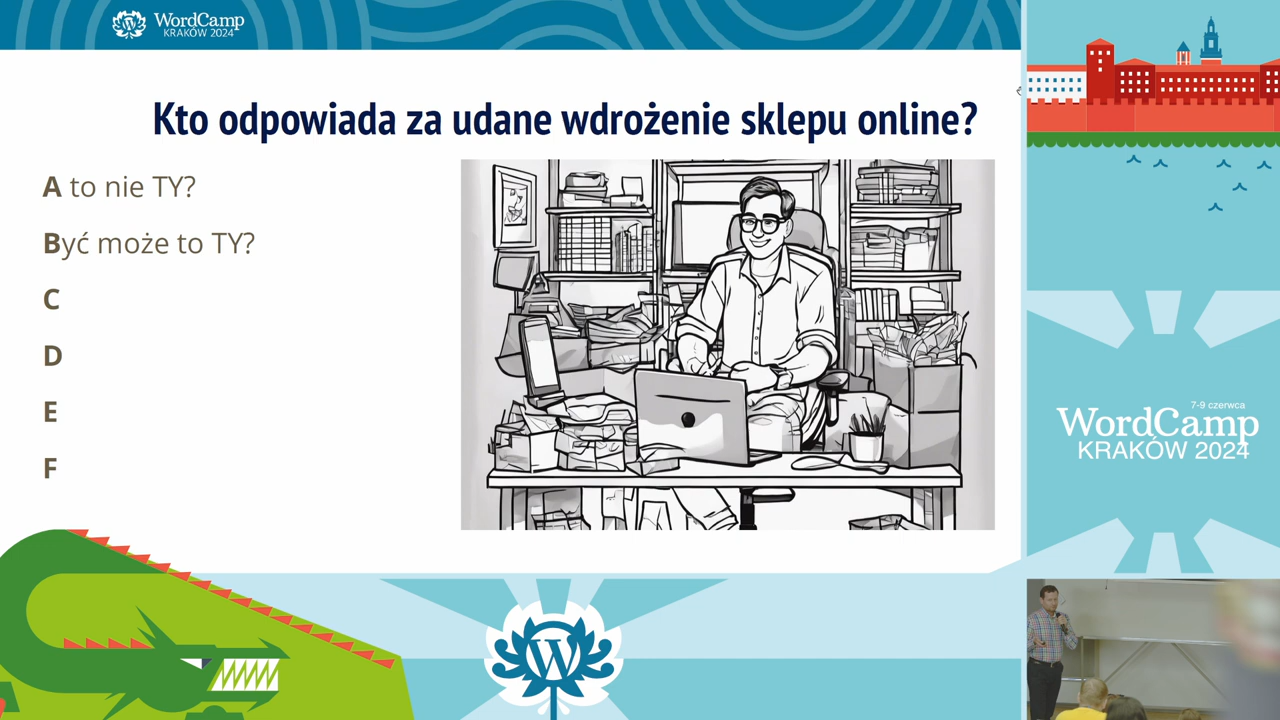 WordCamp
KRAKÓW 2024
Kto odpowiada za udane wdrożenie sklepu online?
A to nie TY?
Być może to TY?
C
D
E
F
7-9 czerwca
WordCamp
KRAKÓW 2024
W